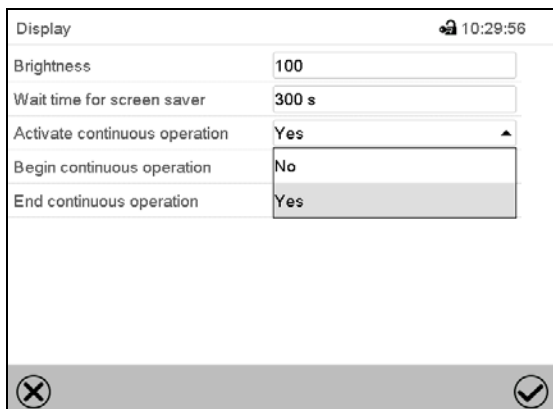 Display 10:29:56
Brightness 100
Wait time for screen saver 300 s
Activate continuous operation Yes
Begin continuous operation No
End continuous operation Yes